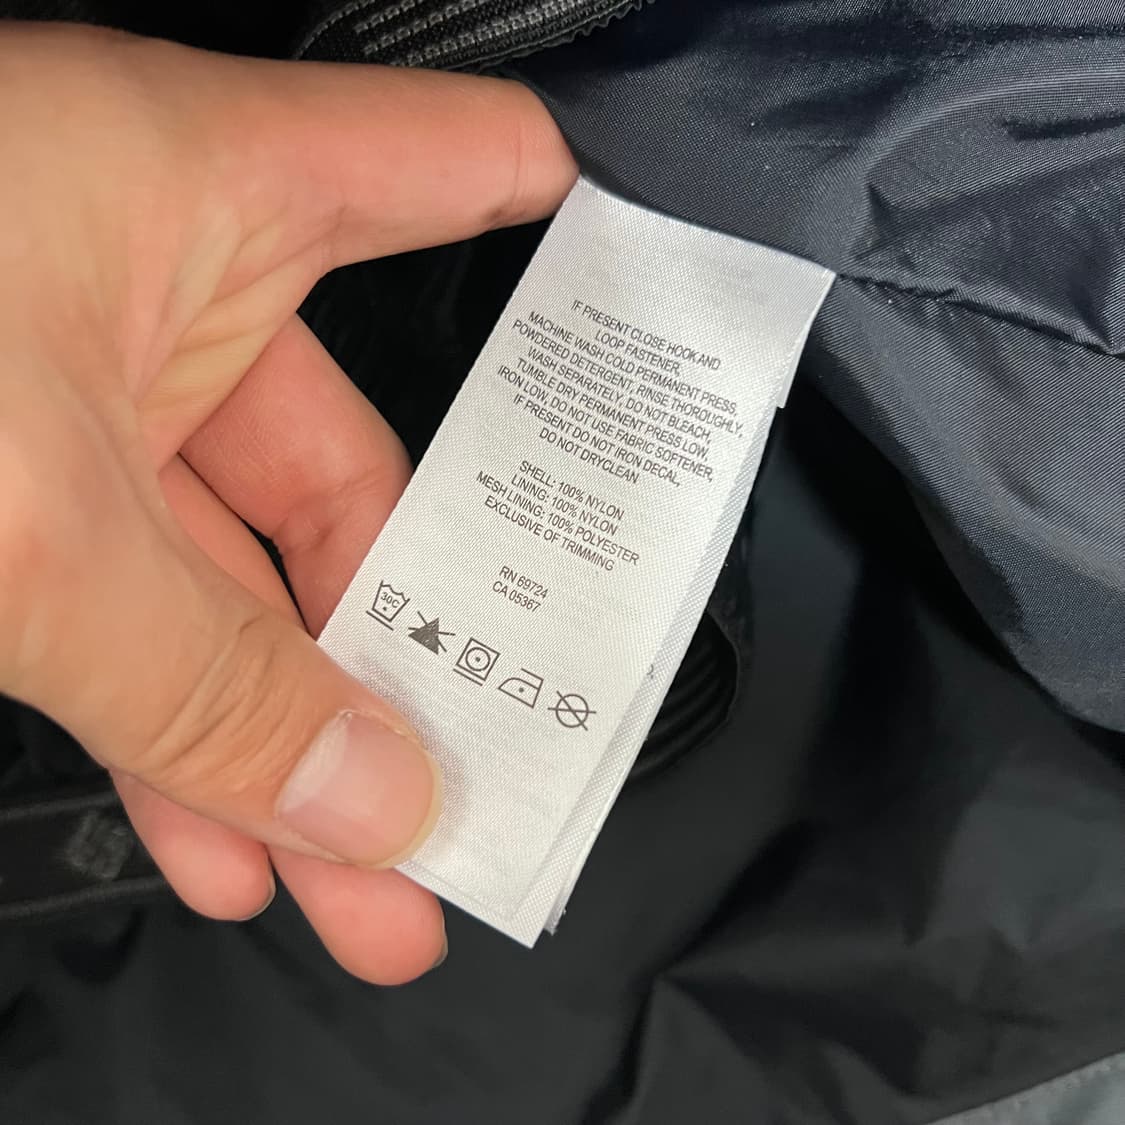 IF PRESENT CLOSE HOOK AND
LOOP FASTENER,
MACHINE WASH COLD PERMANENT PRESS,
POWDERED DETERGENT, RINSE THOROUGHLY,
WASH SEPARATELY, DO NOT BLEACH,
TUMBLE DRY PERMANENT PRESS LOW,
IRON LOW, DO NOT USE FABRIC SOFTENER,
IF PRESENT DO NOT IRON DECAL,
DO NOT DRYCLEAN
SHELL: 100% NYLON
LINING: 100% NYLON
MESH LINING: 100% POLYESTER
EXCLUSIVE OF TRIMMING
RN 69724
CA 05367
30C